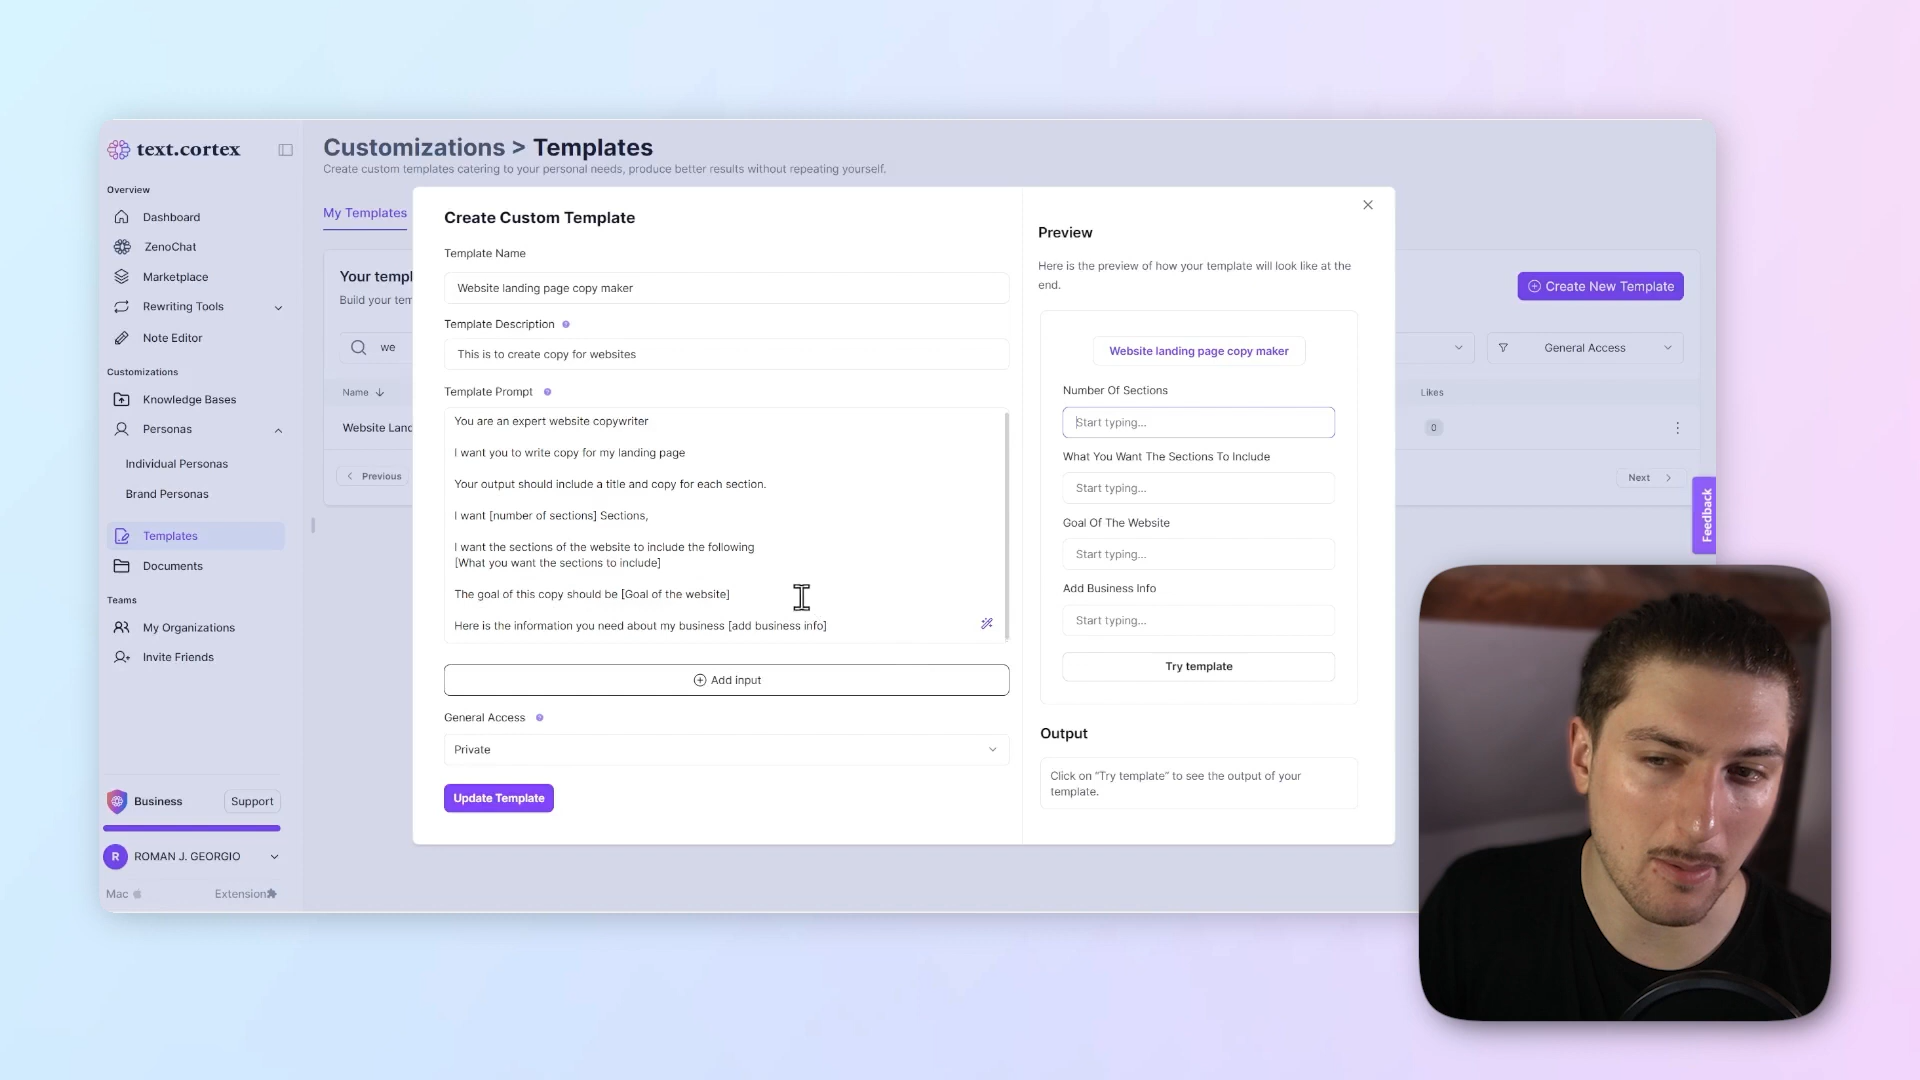 text.cortex
Overview
Dashboard
ZenoChat
Marketplace
Rewriting Tools
Note Editor
Customizations
Knowledge Bases
Personas
Individual Personas
Brand Personas
Templates
Documents
Teams
My Organizations
Invite Friends
Business
Support
R
ROMAN J. GEORGIO
Mac
Extension
Customizations > Templates
Create custom templates catering to your personal needs, produce better results without repeating yourself.
My Templates
Your templ
Build your tem
we
Name
Website Land
Previous
Create Custom Template
Template Name
Website landing page copy maker
Template Description
This is to create copy for websites
Template Prompt
You are an expert website copywriter
I want you to write copy for my landing page
Your output should include a title and copy for each section.
I want [number of sections] Sections,
I want the sections of the website to include the following
[What you want the sections to include]
The goal of this copy should be [Goal of the website]
Here is the information you need about my business [add business info]
Add input
General Access
Private
Update Template
Preview
Here is the preview of how your template will look like at the
end.
Website landing page copy maker
Number Of Sections
Start typing...
What You Want The Sections To Include
Start typing...
Goal Of The Website
Start typing...
Add Business Info
Start typing...
Try template
Output
Click on "Try template" to see the output of your
template.
Create New Template
General Access
Likes
0
Next
Feedback